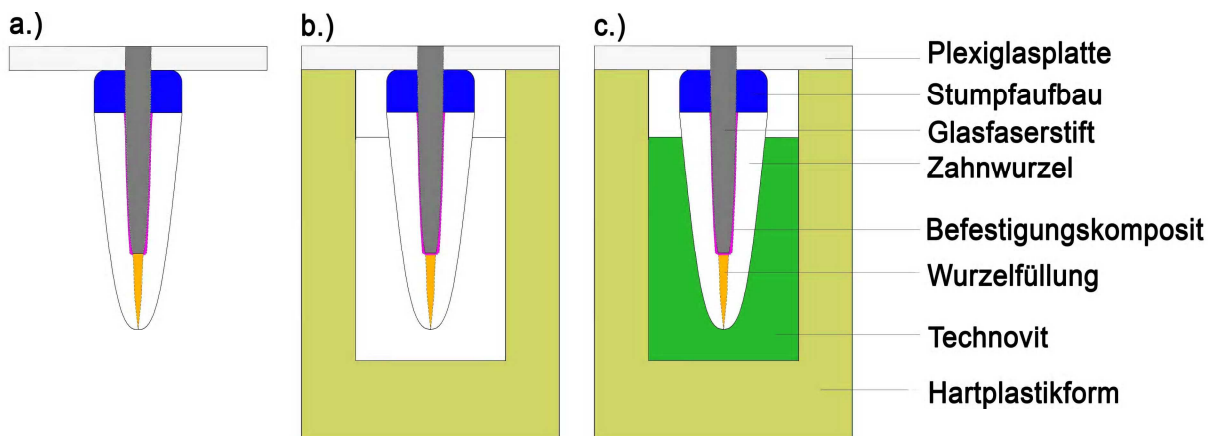 a.)
b.)
c.)
Plexiglasplatte
Stumpfaufbau
Glasfaserstift
Zahnwurzel
Befestigungskomposit
Wurzelfüllung
Technovit
Hartplastikform